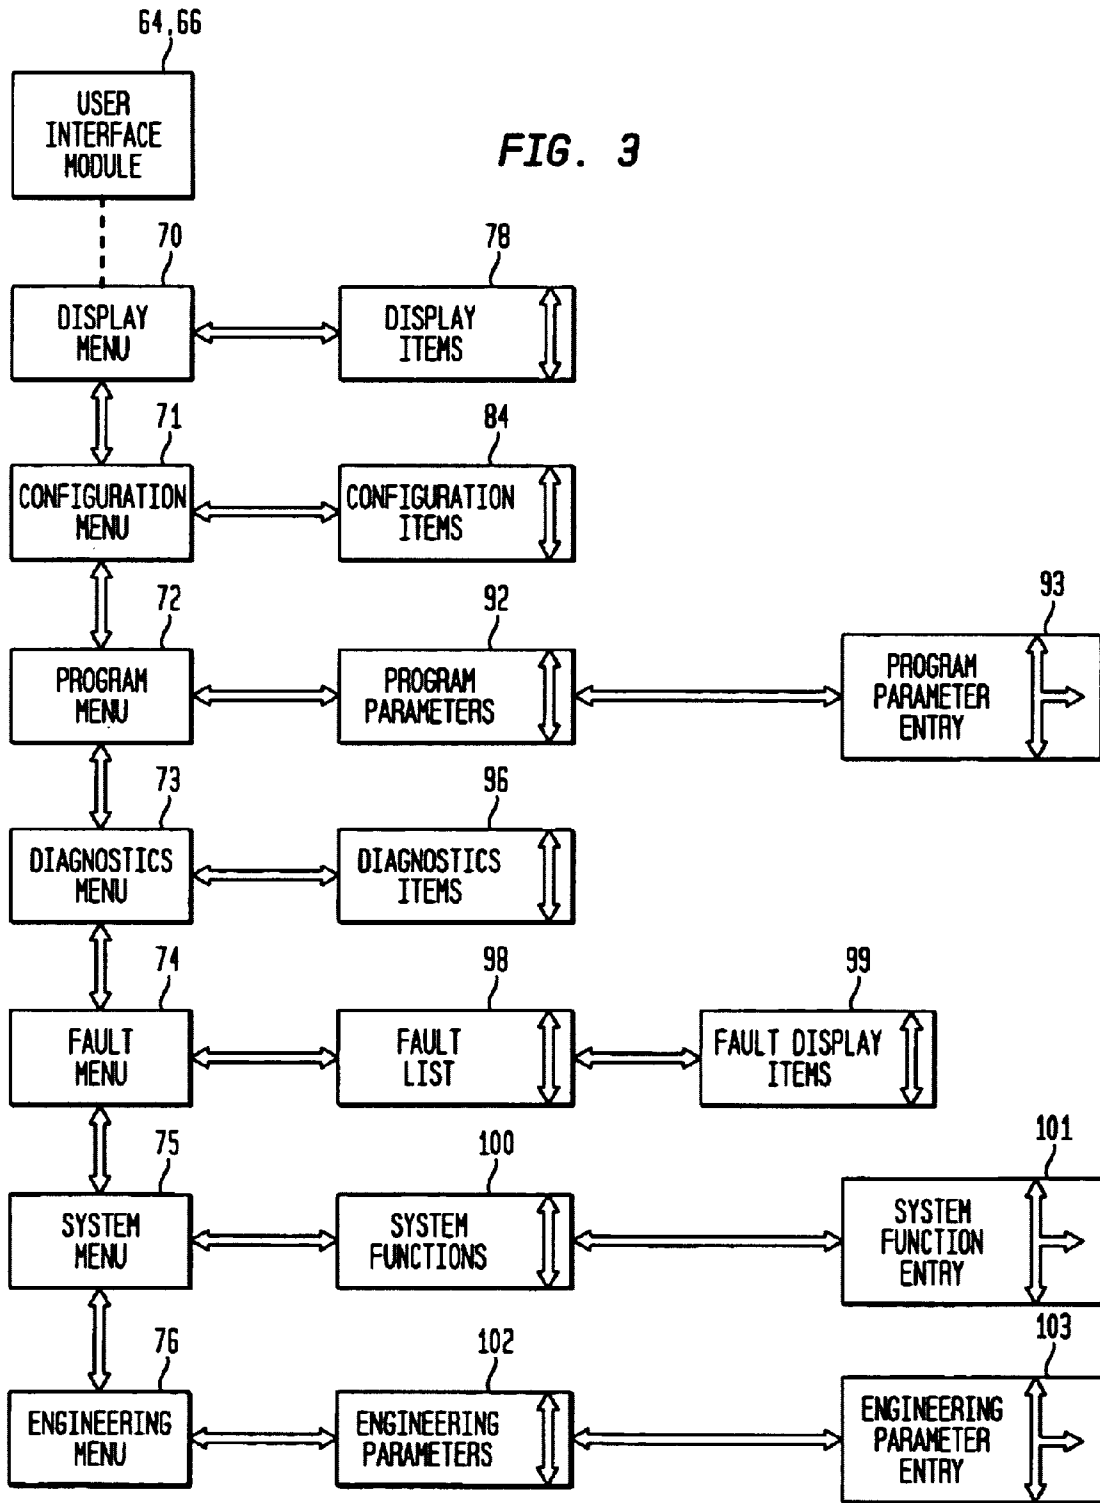 64,66
USER
INTERFACE
MODULE
FIG. 3
70
78
DISPLAY
MENU
DISPLAY
ITEMS
71
84
CONFIGURATION
MENU
CONFIGURATION
ITEMS
72
92
93
PROGRAM
MENU
PROGRAM
PARAMETERS
PROGRAM
PARAMETER
ENTRY
73
96
DIAGNOSTICS
MENU
DIAGNOSTICS
ITEMS
74
98
99
FAULT
MENU
FAULT
LIST
FAULT DISPLAY
ITEMS
75
100
101
SYSTEM
MENU
SYSTEM
FUNCTIONS
SYSTEM
FUNCTION
ENTRY
76
102
103
ENGINEERING
MENU
ENGINEERING
PARAMETERS
ENGINEERING
PARAMETER
ENTRY